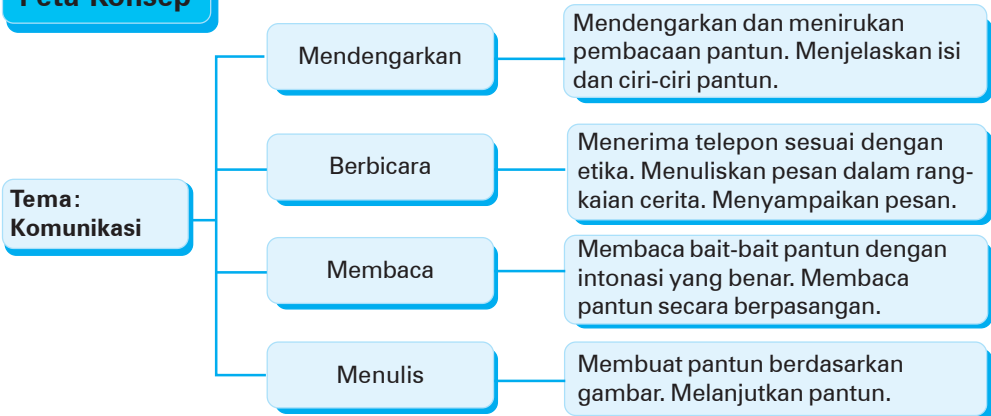 Peta Konsep
Mendengarkan
Mendengarkan dan menirukan
pembacaan pantun. Menjelaskan isi
dan ciri-ciri pantun.
Berbicara
Menerima telepon sesuai dengan
etika. Menuliskan pesan dalam rang-
kaian cerita. Menyampaikan pesan.
Tema:
Komunikasi
Membaca
Membaca bait-bait pantun dengan
intonasi yang benar. Membaca
pantun secara berpasangan.
Menulis
Membuat pantun berdasarkan
gambar. Melanjutkan pantun.